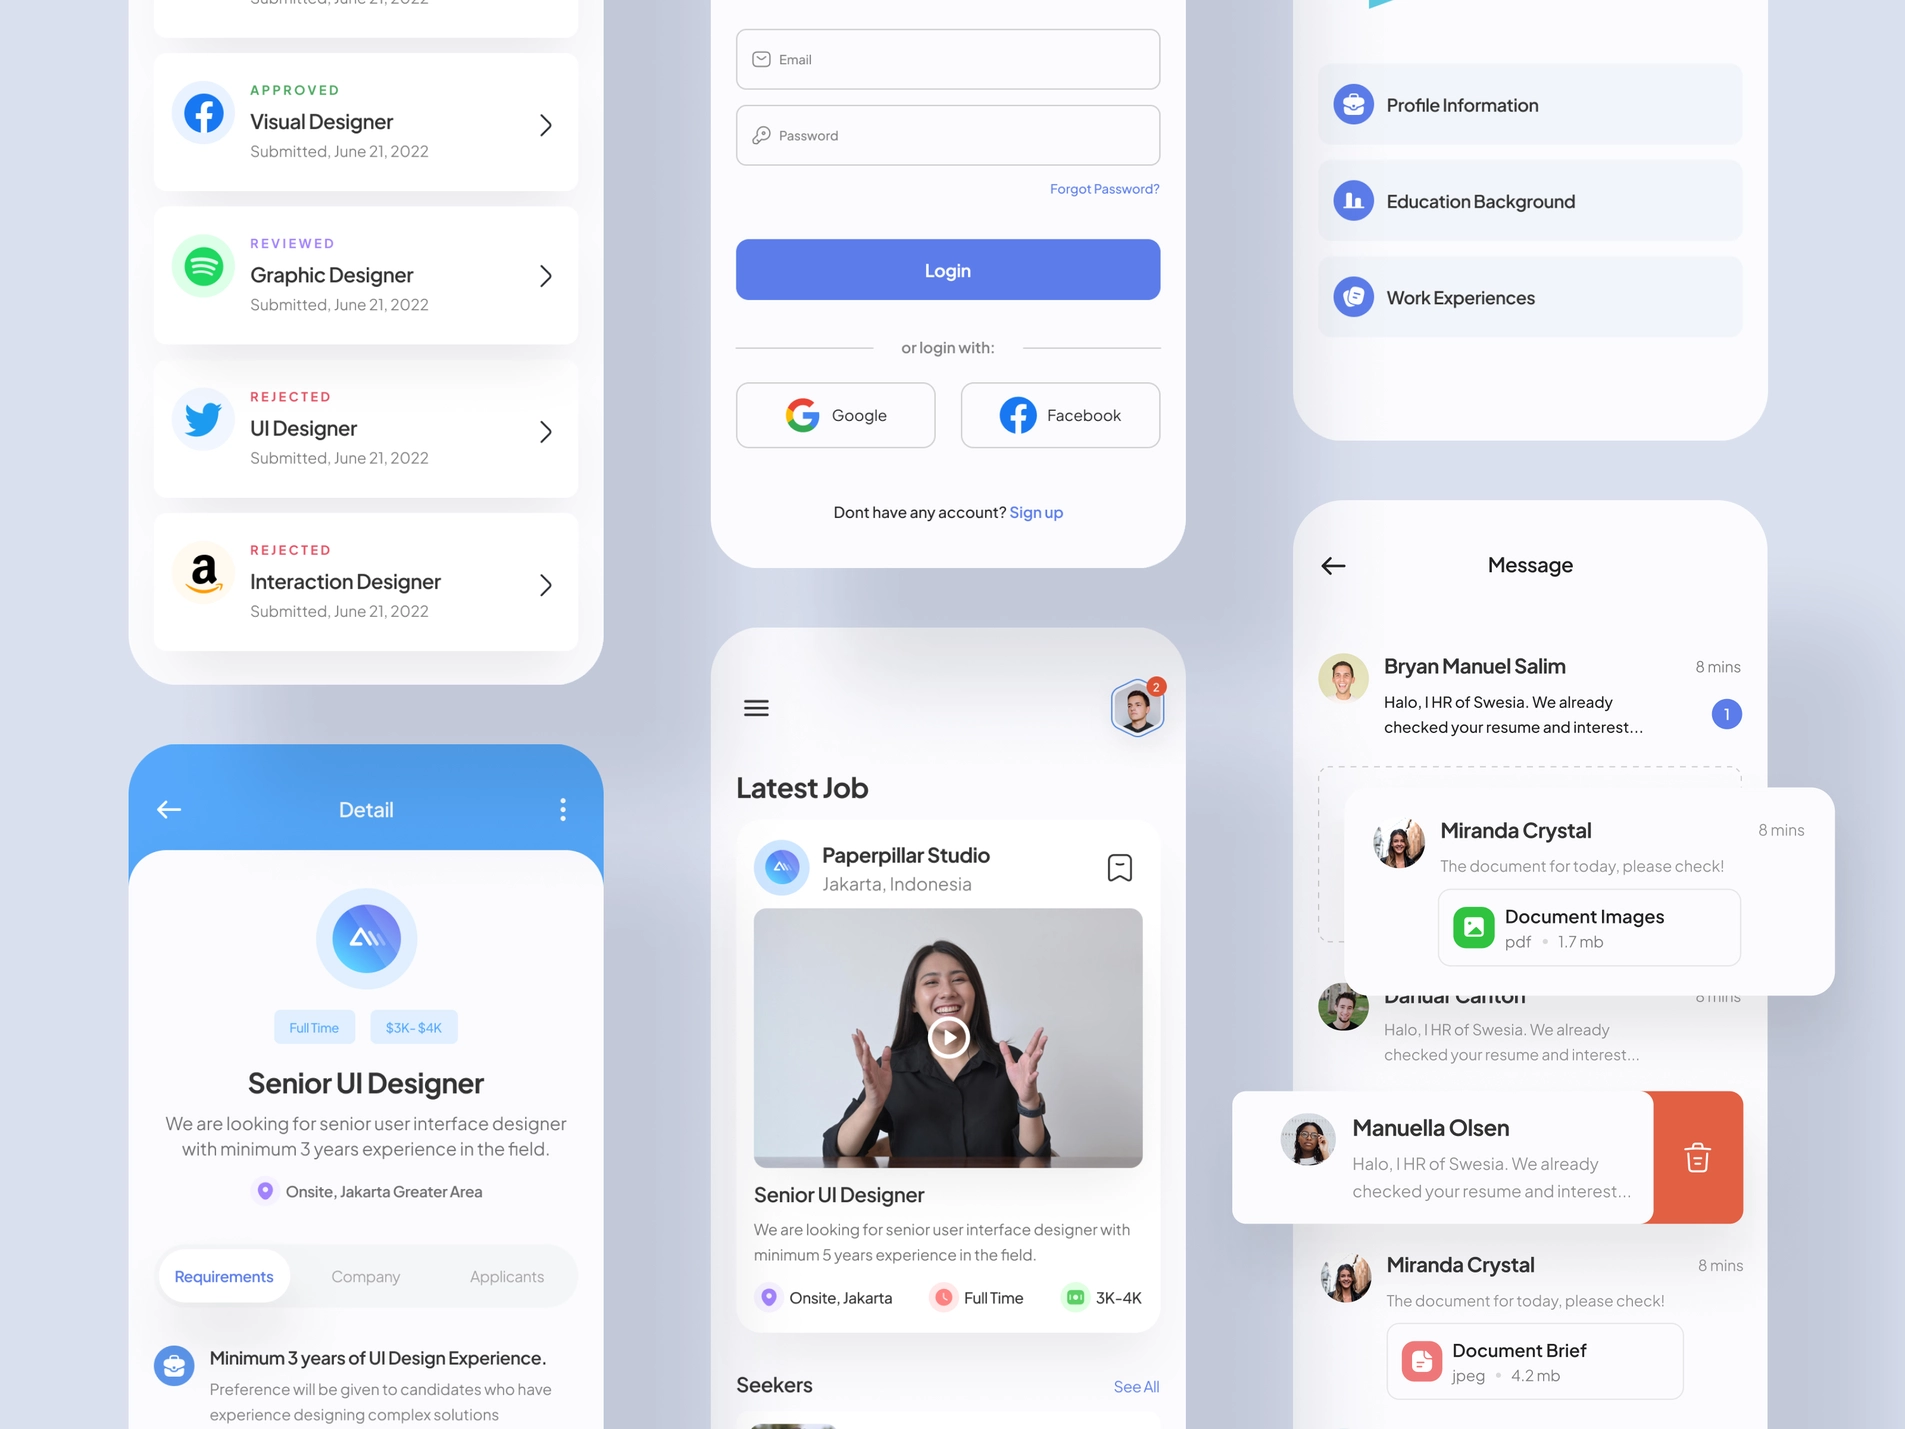 Submitted, June 21, 2022
APPROVED
Visual Designer
Submitted, June 21, 2022
REVIEWED
Graphic Designer
Submitted, June 21, 2022
REJECTED
UI Designer
Submitted, June 21, 2022
REJECTED
Interaction Designer
Submitted, June 21, 2022
Detail
Full Time
$3K- $4K
Senior UI Designer
We are looking for senior user interface designer
with minimum 3 years experience in the field.
Onsite, Jakarta Greater Area
Requirements
Company
Applicants
Minimum 3 years of UI Design Experience.
Preference will be given to candidates who have
experience designing complex solutions
Email
Password
Forgot Password?
Login
or login with:
Google
Facebook
Dont have any account? Sign up
2
Latest Job
Paperpillar Studio
Jakarta, Indonesia
Senior UI Designer
We are looking for senior user interface designer with
minimum 5 years experience in the field.
Onsite, Jakarta
Full Time
3K-4K
Seekers
See All
Profile Information
Education Background
Work Experiences
Message
Bryan Manuel Salim
8 mins
Halo, I HR of Swesia. We already
checked your resume and interest...
1
Miranda Crystal
8 mins
The document for today, please check!
Document Images
pdf • 1.7 mb
8 mins
Halo, I HR of Swesia. We already
checked your resume and interest...
Manuella Olsen
Halo, I HR of Swesia. We already
checked your resume and interest...
Miranda Crystal
8 mins
The document for today, please check!
Document Brief
jpeg • 4.2 mb